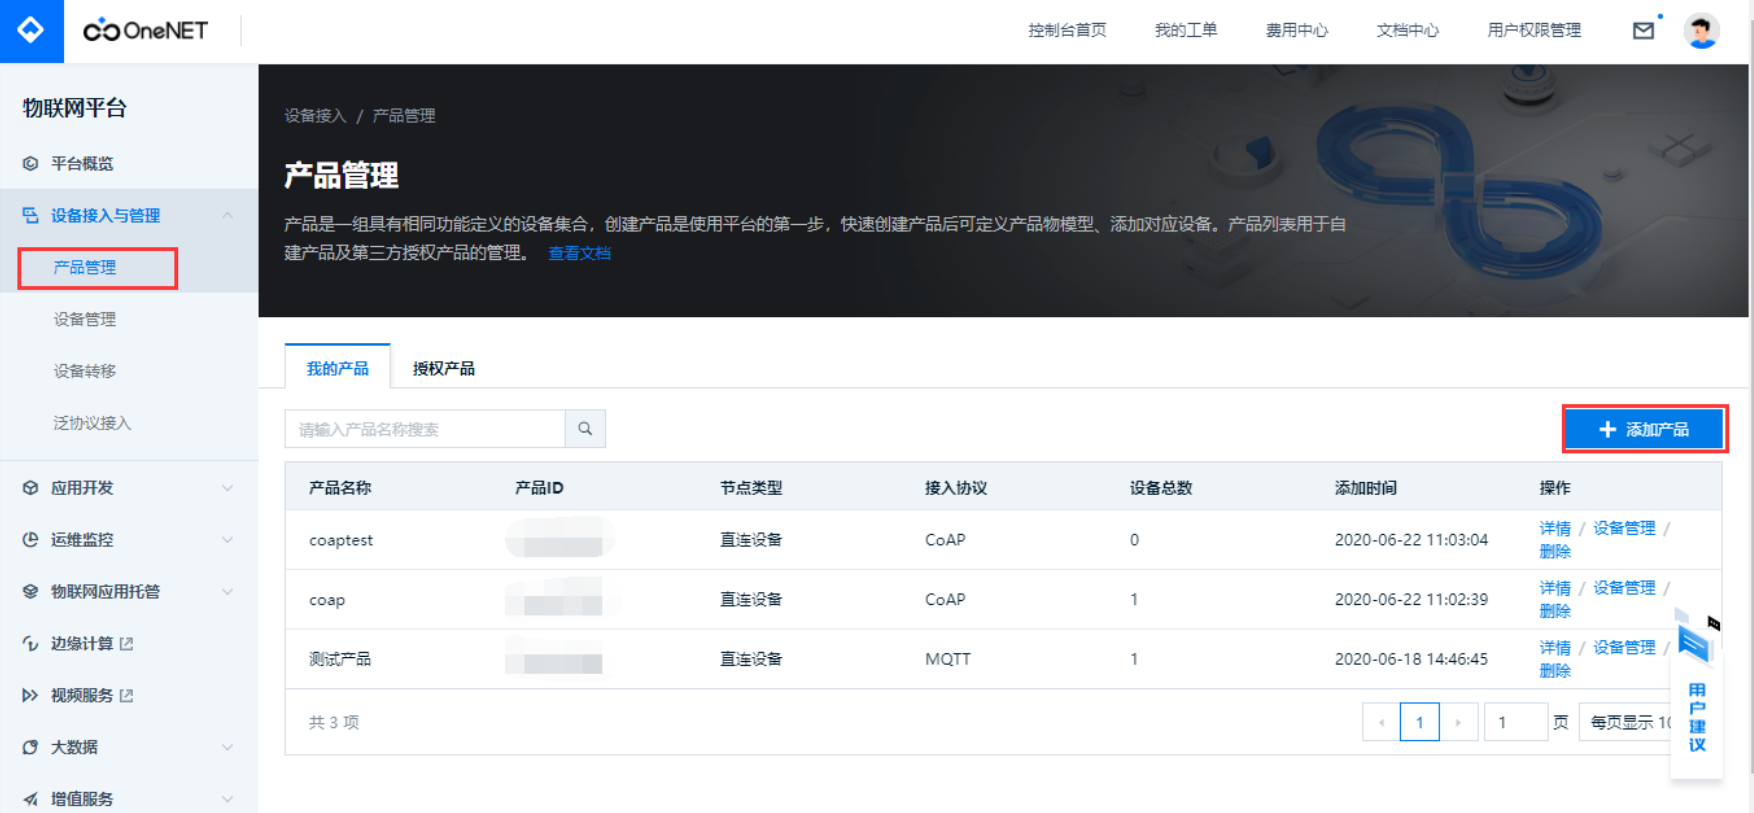 OneNET
控制台首页
我的工单
费用中心
文档中心
用户权限管理
物联网平台
平台概览
设备接入与管理
产品管理
设备管理
设备转移
泛协议接入
应用开发
运维监控
物联网应用托管
边缘计算
视频服务
大数据
增值服务
设备接入 / 产品管理
产品管理
产品是一组具有相同功能定义的设备集合，创建产品是使用平台的第一步，快速创建产品后可定义产品物模型、添加对应设备。产品列表用于自
建产品及第三方授权产品的管理。 查看文档
我的产品 授权产品
请输入产品名称搜索
添加产品
产品名称 产品ID 节点类型 接入协议 设备总数 添加时间 操作
coaptest 直连设备 CoAP 0 2020-06-22 11:03:04 详情 / 设备管理 /
删除
coap 直连设备 CoAP 1 2020-06-22 11:02:39 详情 / 设备管理 /
删除
测试产品 直连设备 MQTT 1 2020-06-18 14:46:45 详情 / 设备管理 /
删除
共 3 项
1 1 页 每页显示 10
用
户
建
议